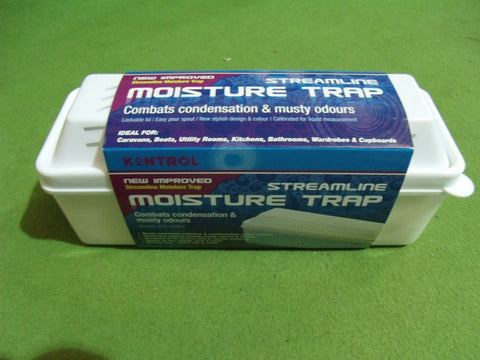 NEW IMPROVED
Streamline Moisture Trap
STREAMLINE
MOISTURE TRAP
Combats condensation & musty odours
Lockable lid | Easy pour spout | New stylish design & colour | Calibrated for liquid measurement
IDEAL FOR:
Caravans, Boats, Utility Rooms, Kitchens, Bathrooms, Wardrobes & Cupboards
KONTROL
NEW IMPROVED
Streamline Moisture Trap
STREAMLINE
MOISTURE TRAP
Combats condensation &
musty odours